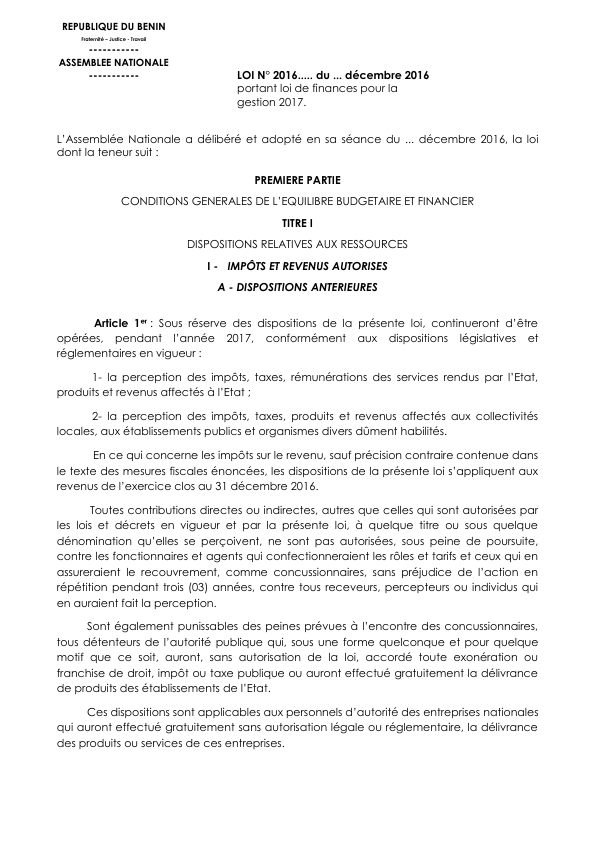 REPUBLIQUE DU BENIN
Fraternité – Justice - Travail
-----------
ASSEMBLEE NATIONALE
-----------
LOI N° 2016..... du ... décembre 2016
portant loi de finances pour la
gestion 2017.
L'Assemblée Nationale a délibéré et adopté en sa séance du ... décembre 2016, la loi
dont la teneur suit :
PREMIERE PARTIE
CONDITIONS GENERALES DE L'EQUILIBRE BUDGETAIRE ET FINANCIER
TITRE I
DISPOSITIONS RELATIVES AUX RESSOURCES
I - IMPÔTS ET REVENUS AUTORISES
A - DISPOSITIONS ANTERIEURES
Article 1er : Sous réserve des dispositions de la présente loi, continueront d'être
opérées, pendant l'année 2017, conformément aux dispositions législatives et
réglementaires en vigueur :
1- la perception des impôts, taxes, rémunérations des services rendus par l'Etat,
produits et revenus affectés à l'Etat ;
2- la perception des impôts, taxes, produits et revenus affectés aux collectivités
locales, aux établissements publics et organismes divers dûment habilités.
En ce qui concerne les impôts sur le revenu, sauf précision contraire contenue dans
le texte des mesures fiscales énoncées, les dispositions de la présente loi s'appliquent aux
revenus de l'exercice clos au 31 décembre 2016.
Toutes contributions directes ou indirectes, autres que celles qui sont autorisées par
les lois et décrets en vigueur et par la présente loi, à quelque titre ou sous quelque
dénomination qu'elles se perçoivent, ne sont pas autorisées, sous peine de poursuite,
contre les fonctionnaires et agents qui confectionneraient les rôles et tarifs et ceux qui en
assureraient le recouvrement, comme concussionnaires, sans préjudice de l'action en
répétition pendant trois (03) années, contre tous receveurs, percepteurs ou individus qui
en auraient fait la perception.
Sont également punissables des peines prévues à l'encontre des concussionnaires,
tous détenteurs de l'autorité publique qui, sous une forme quelconque et pour quelque
motif que ce soit, auront, sans autorisation de la loi, accordé toute exonération ou
franchise de droit, impôt ou taxe publique ou auront effectué gratuitement la délivrance
de produits des établissements de l'Etat.
Ces dispositions sont applicables aux personnels d'autorité des entreprises nationales
qui auront effectué gratuitement sans autorisation légale ou réglementaire, la délivrance
des produits ou services de ces entreprises.